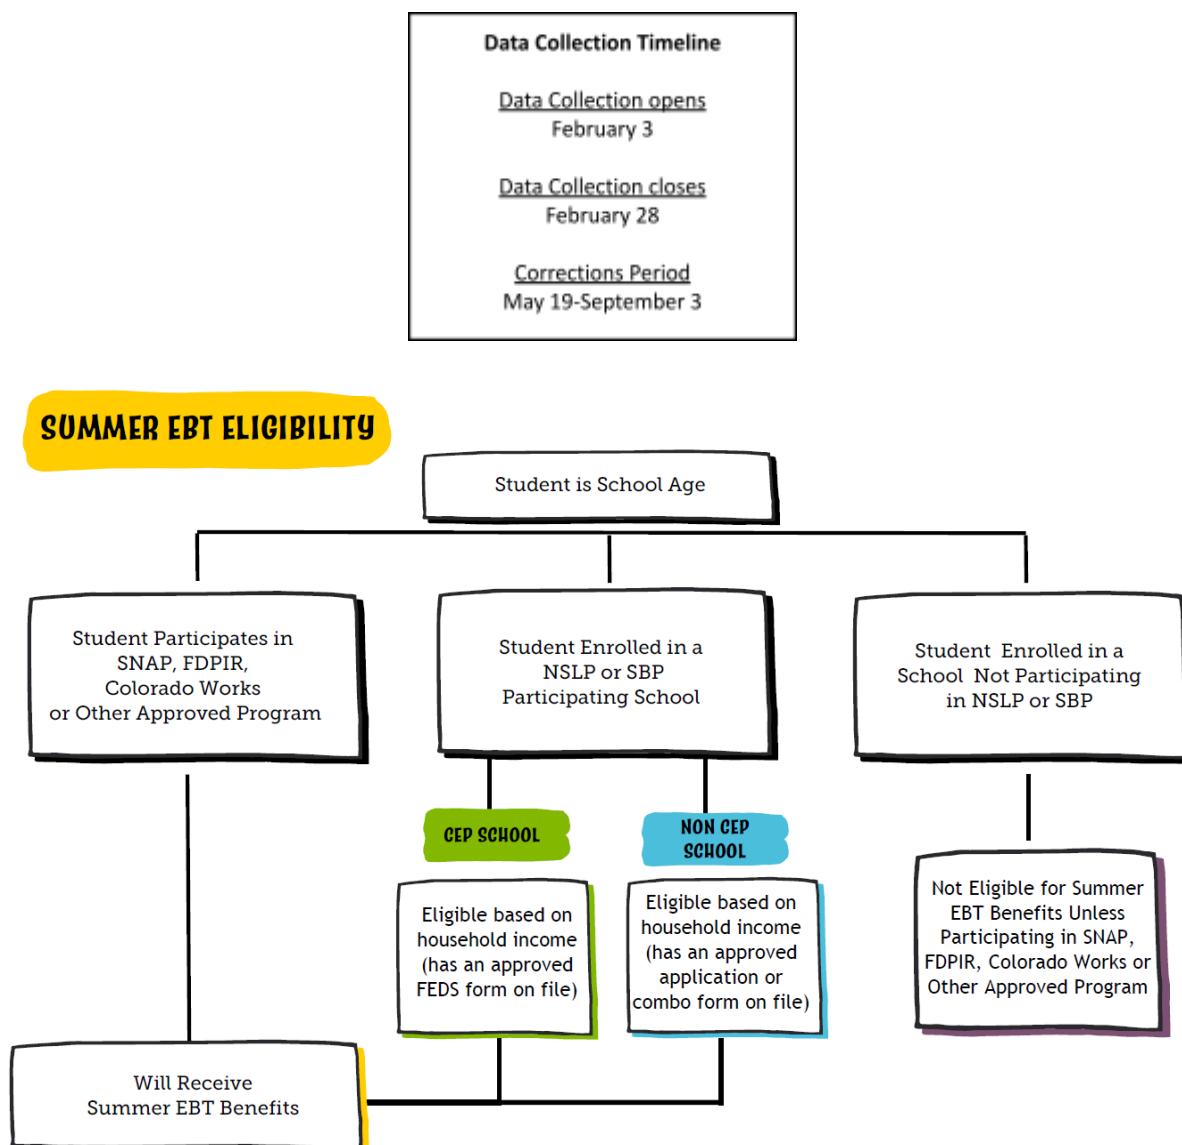 Data Collection Timeline
Data Collection opens
February 3
Data Collection closes
February 28
Corrections Period
May 19-September 3
SUMMER EBT ELIGIBILITY
Student is School Age
Student Participates in
SNAP, FDPIR,
Colorado Works
or Other Approved Program
Student Enrolled in a
NSLP or SBP
Participating School
Student Enrolled in a
School Not Participating
in NSLP or SBP
CEP SCHOOL
NON CEP
SCHOOL
Eligible based on
household income
(has an approved
FEDS form on file)
Eligible based on
household income
(has an approved
application or
combo form on file)
Not Eligible for Summer
EBT Benefits Unless
Participating in SNAP,
FDPIR, Colorado Works or
Other Approved Program
Will Receive
Summer EBT Benefits